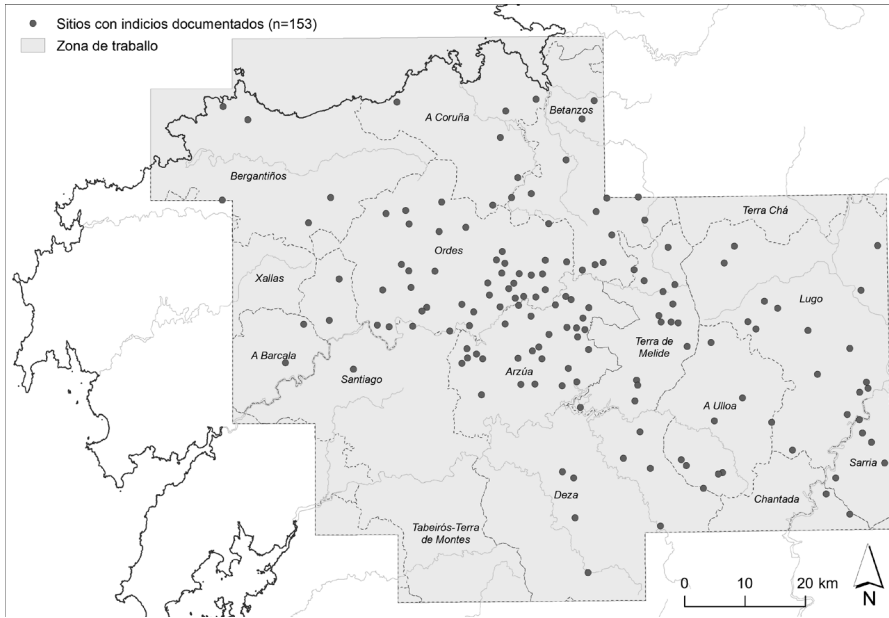 Sitios con indicios documentados (n=153)
Zona de traballo
A Coruña
Betanzos
Bergantiños
Terra Chá
Ordes
Xallas
Lugo
Terra de
Melide
A Barcala
Santiago
Arzúa
A Ulloa
Sarria
Deza
Chantada
Tabeirós-Terra
de Montes
0 10 20 km
N